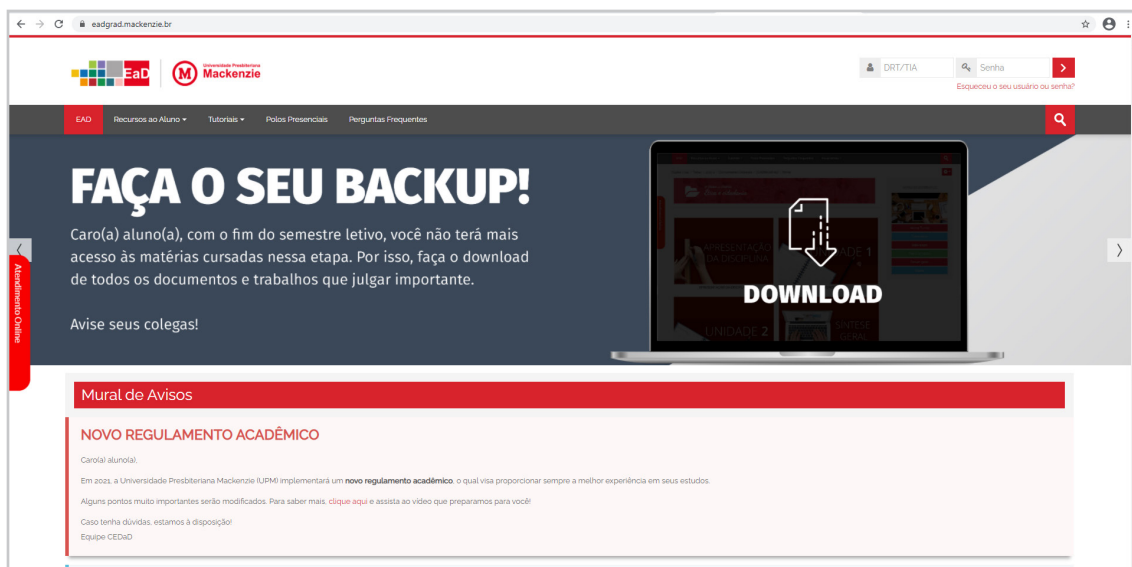 eadgrad.mackenzie.br
EaD
M
Universidade Presbiteriana
Mackenzie
DRT/TIA
Senha
Esqueceu o seu usuário ou senha?
EAD
Recursos ao Aluno
Tutoriais
Polos Presenciais
Perguntas Frequentes
FAÇA O SEU BACKUP!
Caro(a) aluno(a), com o fim do semestre letivo, você não terá mais
acesso às matérias cursadas nessa etapa. Por isso, faça o download
de todos os documentos e trabalhos que julgar importante.
Avise seus colegas!
APRESENTAÇÃO
DA DISCIPLINA
UNIDADE 2
SÍNTESE
GERAL
DOWNLOAD
Atendimento Online
Mural de Avisos
NOVO REGULAMENTO ACADÊMICO
Caro(a) aluno(a),
Em 2021, a Universidade Presbiteriana Mackenzie (UPM) implementará um novo regulamento acadêmico, o qual visa proporcionar sempre a melhor experiência em seus estudos.
Alguns pontos muito importantes serão modificados. Para saber mais, clique aqui e assista ao vídeo que preparamos para você!
Caso tenha dúvidas, estamos à disposição!
Equipe CEDaD